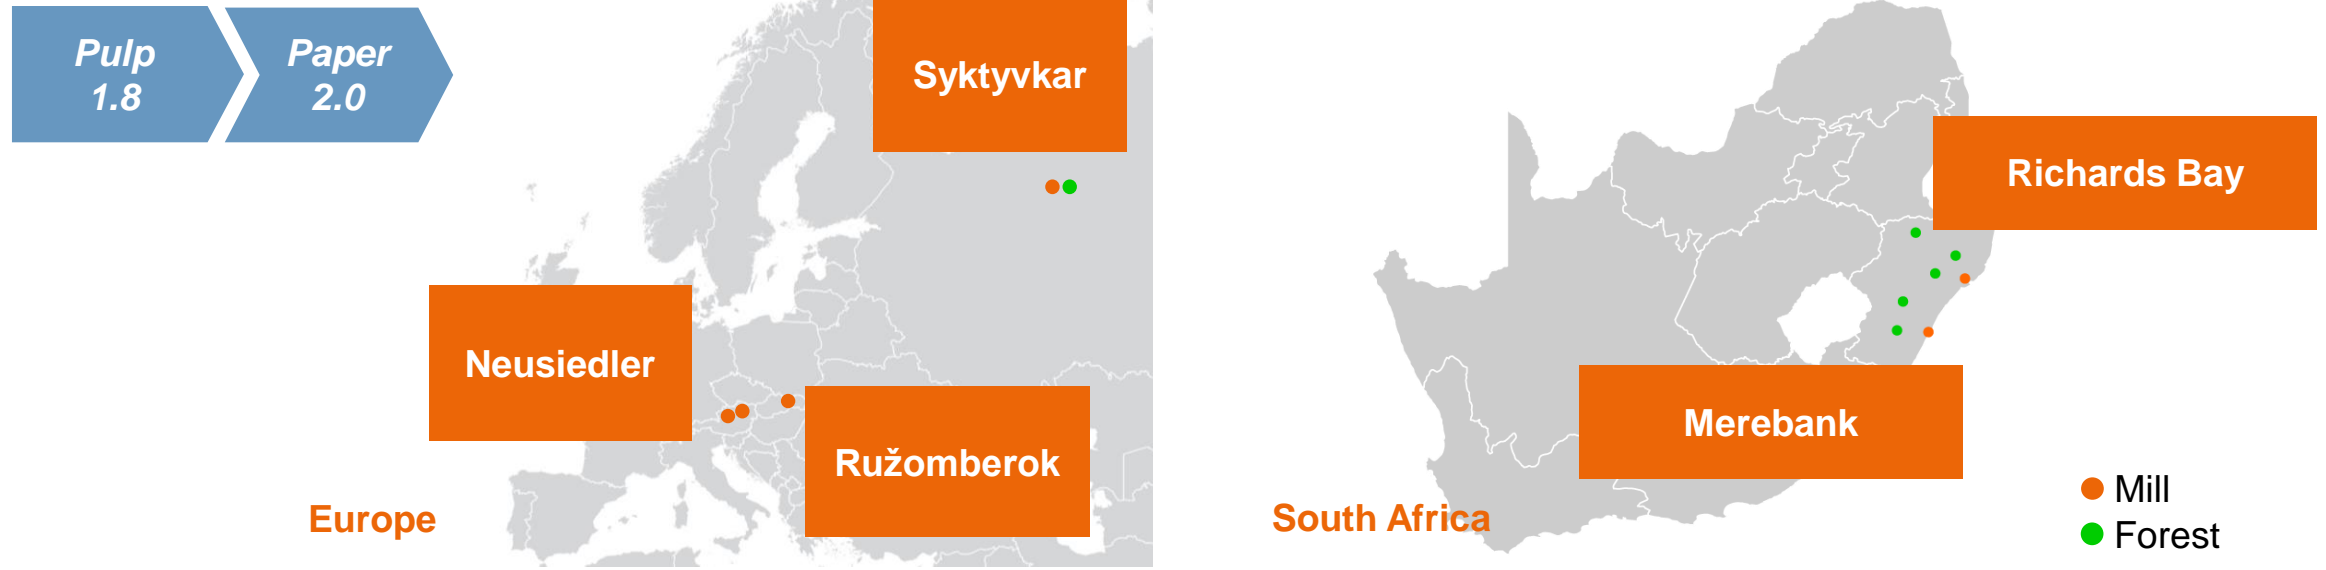 Pulp
1.8
Paper
2.0
Syktyvkar
Neusiedler
Ružomberok
Europe
Richards Bay
Merebank
South Africa
Mill
Forest